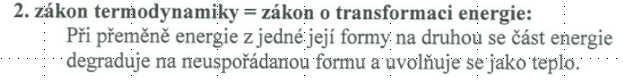 2. zákon termodynamiky = zákon o transformaci energie:
Při přeměně energie z jedné její formy na druhou se část energie
degraduje na neuspořádanou formu a uvolňuje se jako teplo.